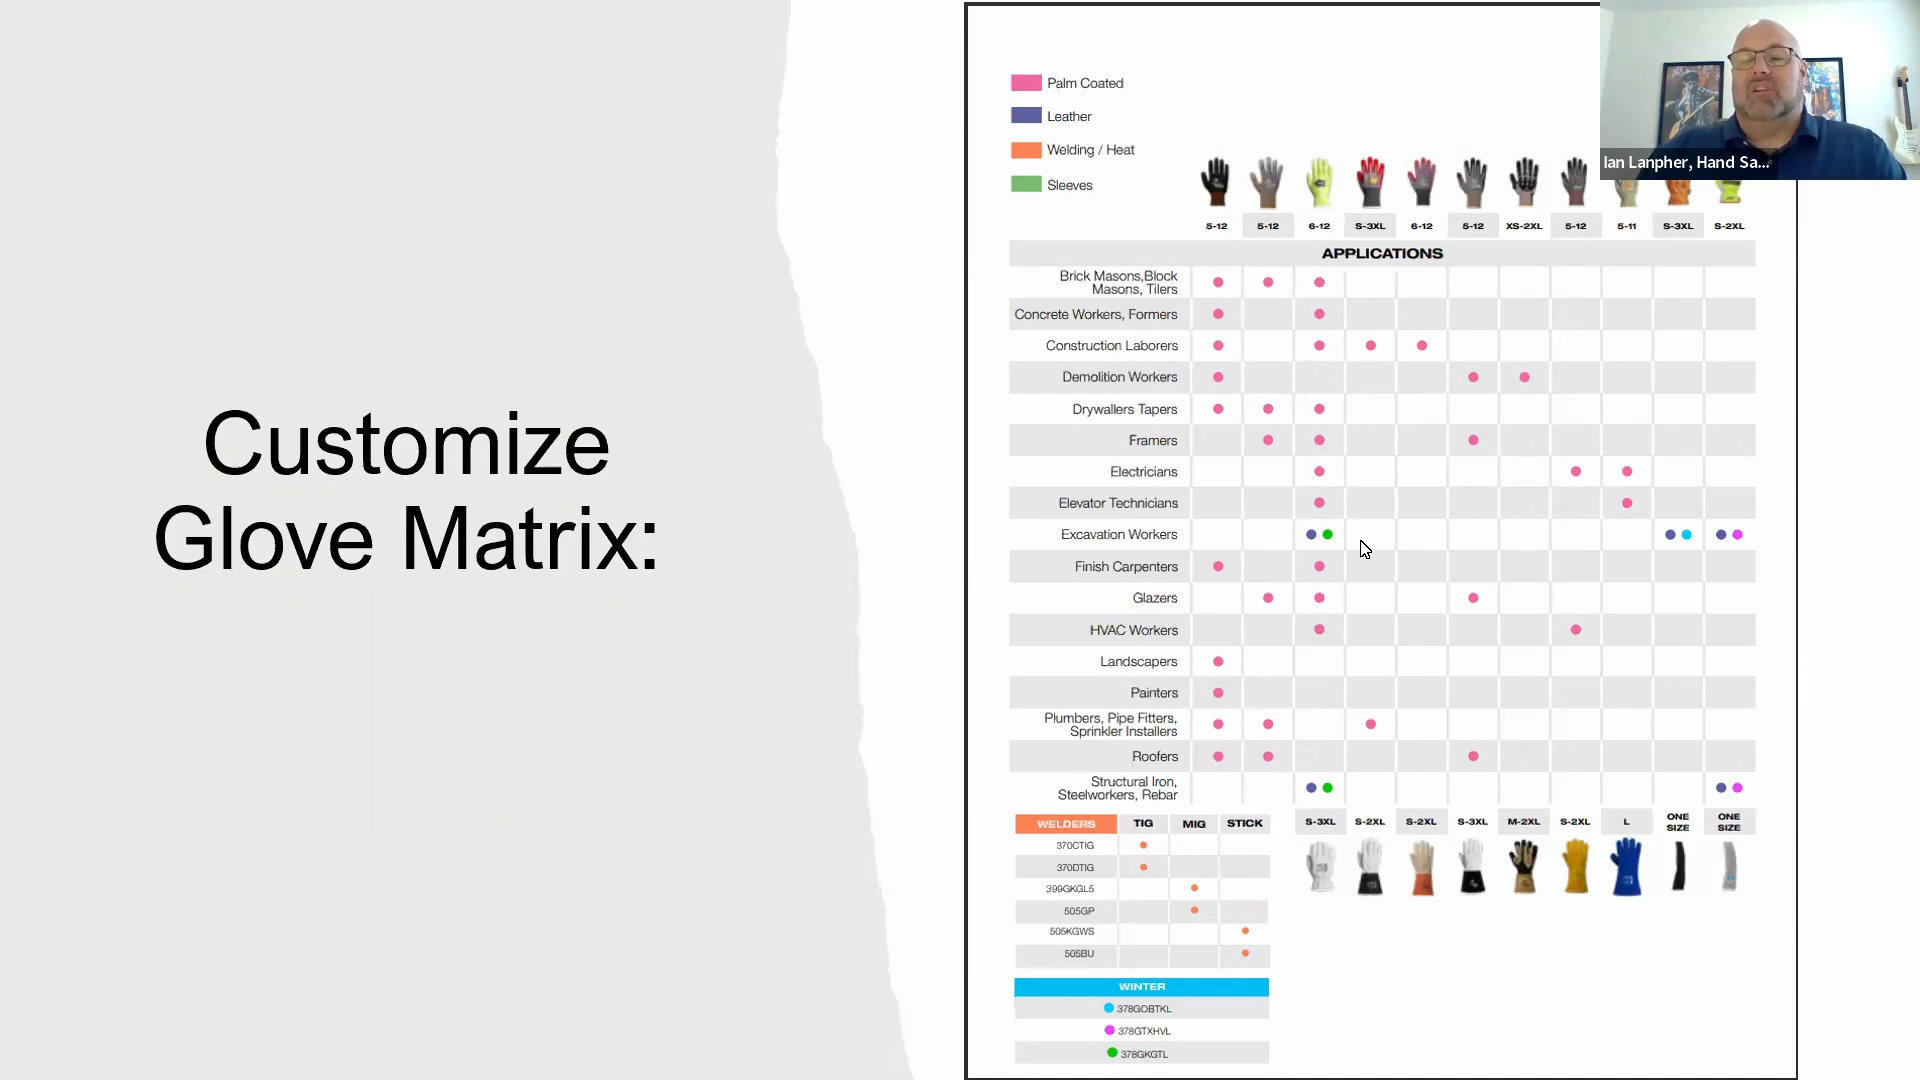 Customize
Glove Matrix:
Palm Coated
Leather
Welding / Heat
Sleeves
Ian Lanpher, Hand Sa...
5-12 5-12 6-12 S-3XL 6-12 5-12 XS-2XL 5-12 5-11 S-3XL S-2XL
APPLICATIONS
Brick Masons,Block
Masons, Tilers
Concrete Workers, Formers
Construction Laborers
Demolition Workers
Drywallers Tapers
Framers
Electricians
Elevator Technicians
Excavation Workers
Finish Carpenters
Glazers
HVAC Workers
Landscapers
Painters
Plumbers, Pipe Fitters,
Sprinkler Installers
Roofers
Structural Iron,
Steelworkers, Rebar
S-3XL S-2XL S-2XL S-3XL M-2XL S-2XL L ONE SIZE ONE SIZE
WELDERS TIG MIG STICK
370CTIG
370DTIG
399GKGL5
505GP
505KGWS
505BU
WINTER
378GOBTKL
378GTXHVL
378GKGTL